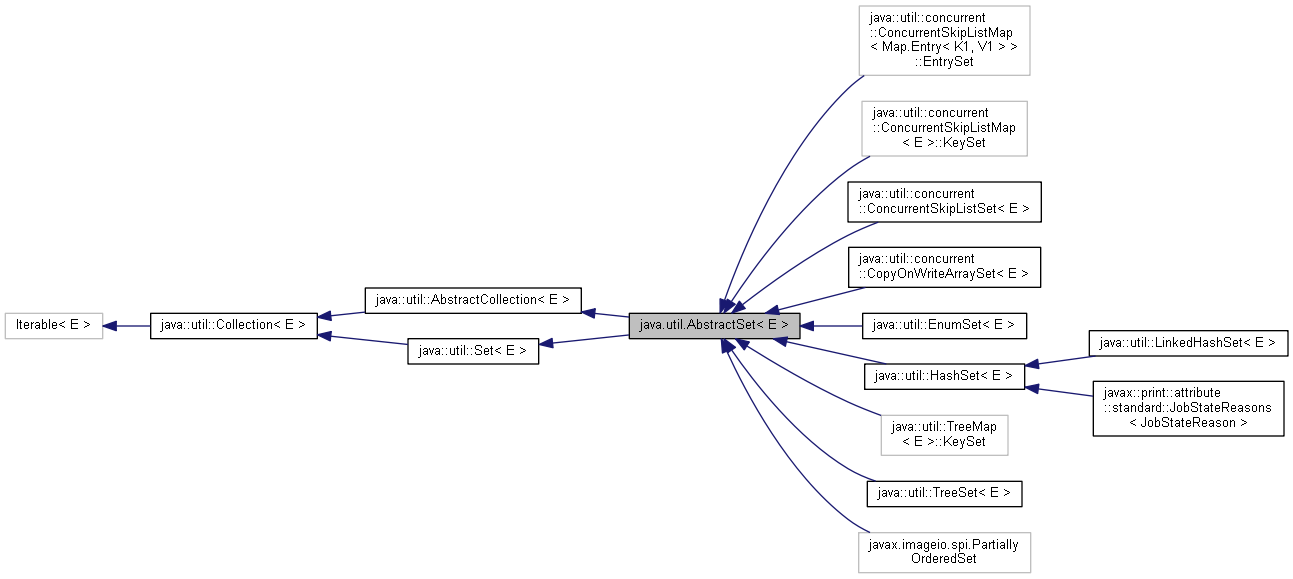 java::util::concurrent
::ConcurrentSkipListMap
< Map.Entry< K1, V1 > >
::EntrySet
java::util::concurrent
::ConcurrentSkipListMap
< E >::KeySet
java::util::concurrent
::ConcurrentSkipListSet< E >
java::util::concurrent
::CopyOnWriteArraySet< E >
java::util::AbstractCollection< E >
Iterable< E >
java::util::Collection< E >
java.util.AbstractSet< E >
java::util::EnumSet< E >
java::util::Set< E >
java::util::LinkedHashSet< E >
java::util::HashSet< E >
javax::print::attribute
::standard::JobStateReasons
< JobStateReason >
java::util::TreeMap
< E >::KeySet
java::util::TreeSet< E >
javax.imageio.spi.Partially
OrderedSet